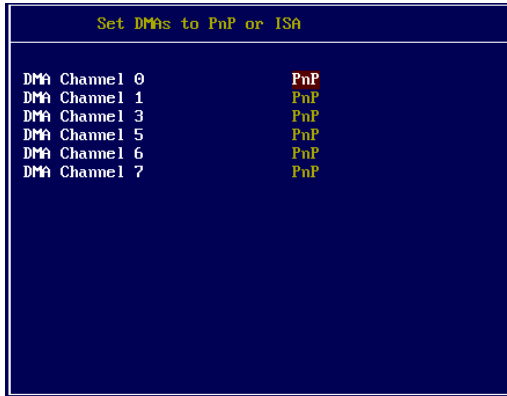 Set DMAs to PnP or ISA
DMA Channel 0 PnP
DMA Channel 1 PnP
DMA Channel 3 PnP
DMA Channel 5 PnP
DMA Channel 6 PnP
DMA Channel 7 PnP